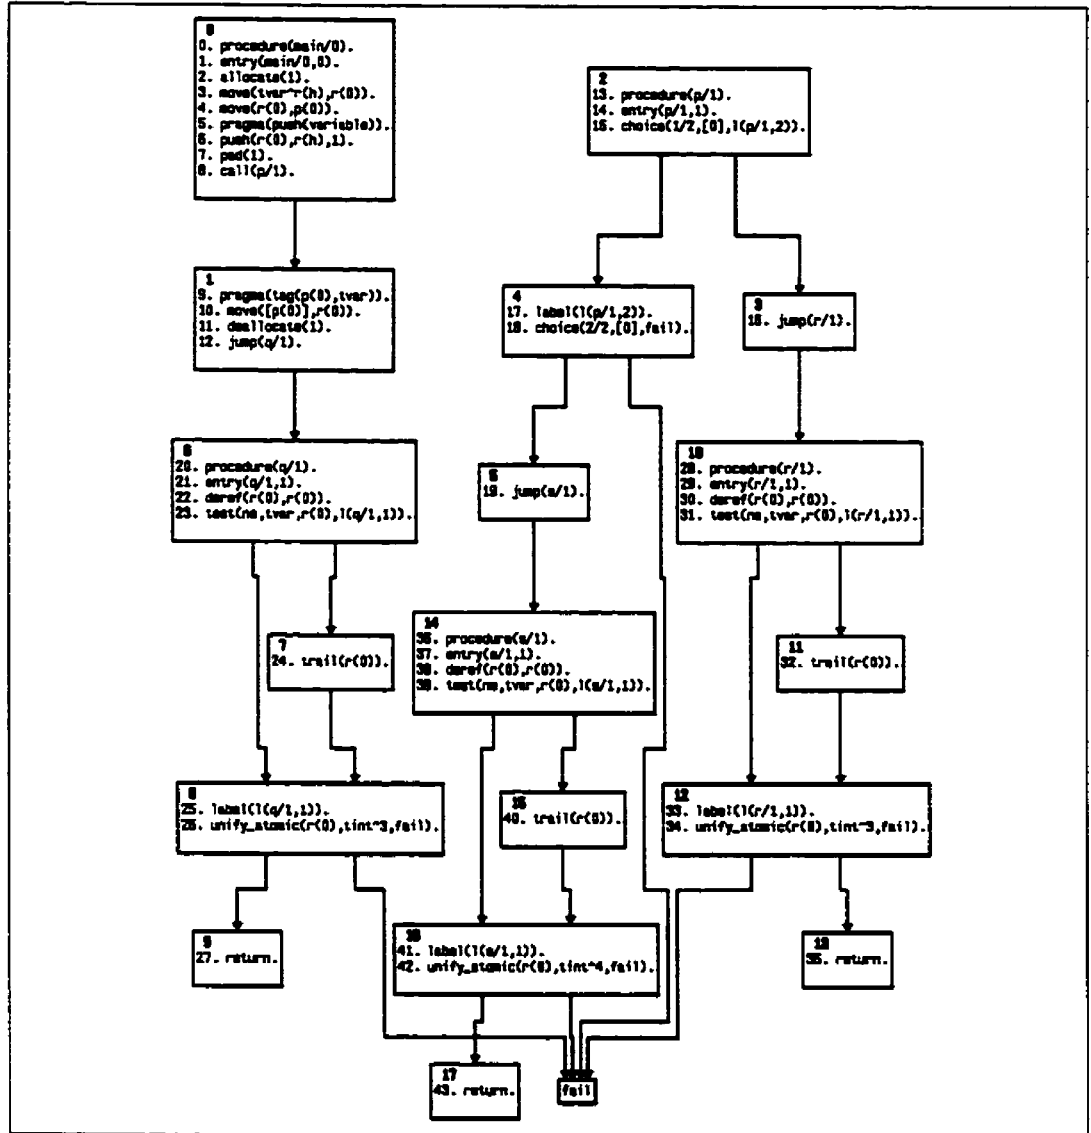 0
0. procedure(main/0).
1. entry(main/0,0).
2. allocate(1).
3. move(tvar^r(h),r(0)).
4. move(r(0),p(0)).
5. pragma(push(variable)).
6. push(r(0),r(h),1).
7. pad(1).
8. call(p/1).
2
13. procedure(p/1).
14. entry(p/1,1).
15. choice(1/2,[0],l(p/1,2)).
1
9. pragma(tag(p(0),tvar)).
10. move([p(0)],r(0)).
11. deallocate(1).
12. jump(q/1).
4
17. label(l(p/1,2)).
18. choice(2/2,[0],fail).
3
16. jump(r/1).
6
20. procedure(q/1).
21. entry(q/1,1).
22. deref(r(0),r(0)).
23. test(ne,tvar,r(0),l(q/1,1)).
5
19. jump(s/1).
10
28. procedure(r/1).
29. entry(r/1,1).
30. deref(r(0),r(0)).
31. test(ne,tvar,r(0),l(r/1,1)).
7
24. trail(r(0)).
14
36. procedure(s/1).
37. entry(s/1,1).
38. deref(r(0),r(0)).
39. test(ne,tvar,r(0),l(s/1,1)).
11
32. trail(r(0)).
8
25. label(l(q/1,1)).
26. unify_atomic(r(0),tint^3,fail).
15
40. trail(r(0)).
12
33. label(l(r/1,1)).
34. unify_atomic(r(0),tint^3,fail).
9
27. return.
16
41. label(l(s/1,1)).
42. unify_atomic(r(0),tint^4,fail).
13
35. return.
17
43. return.
fail